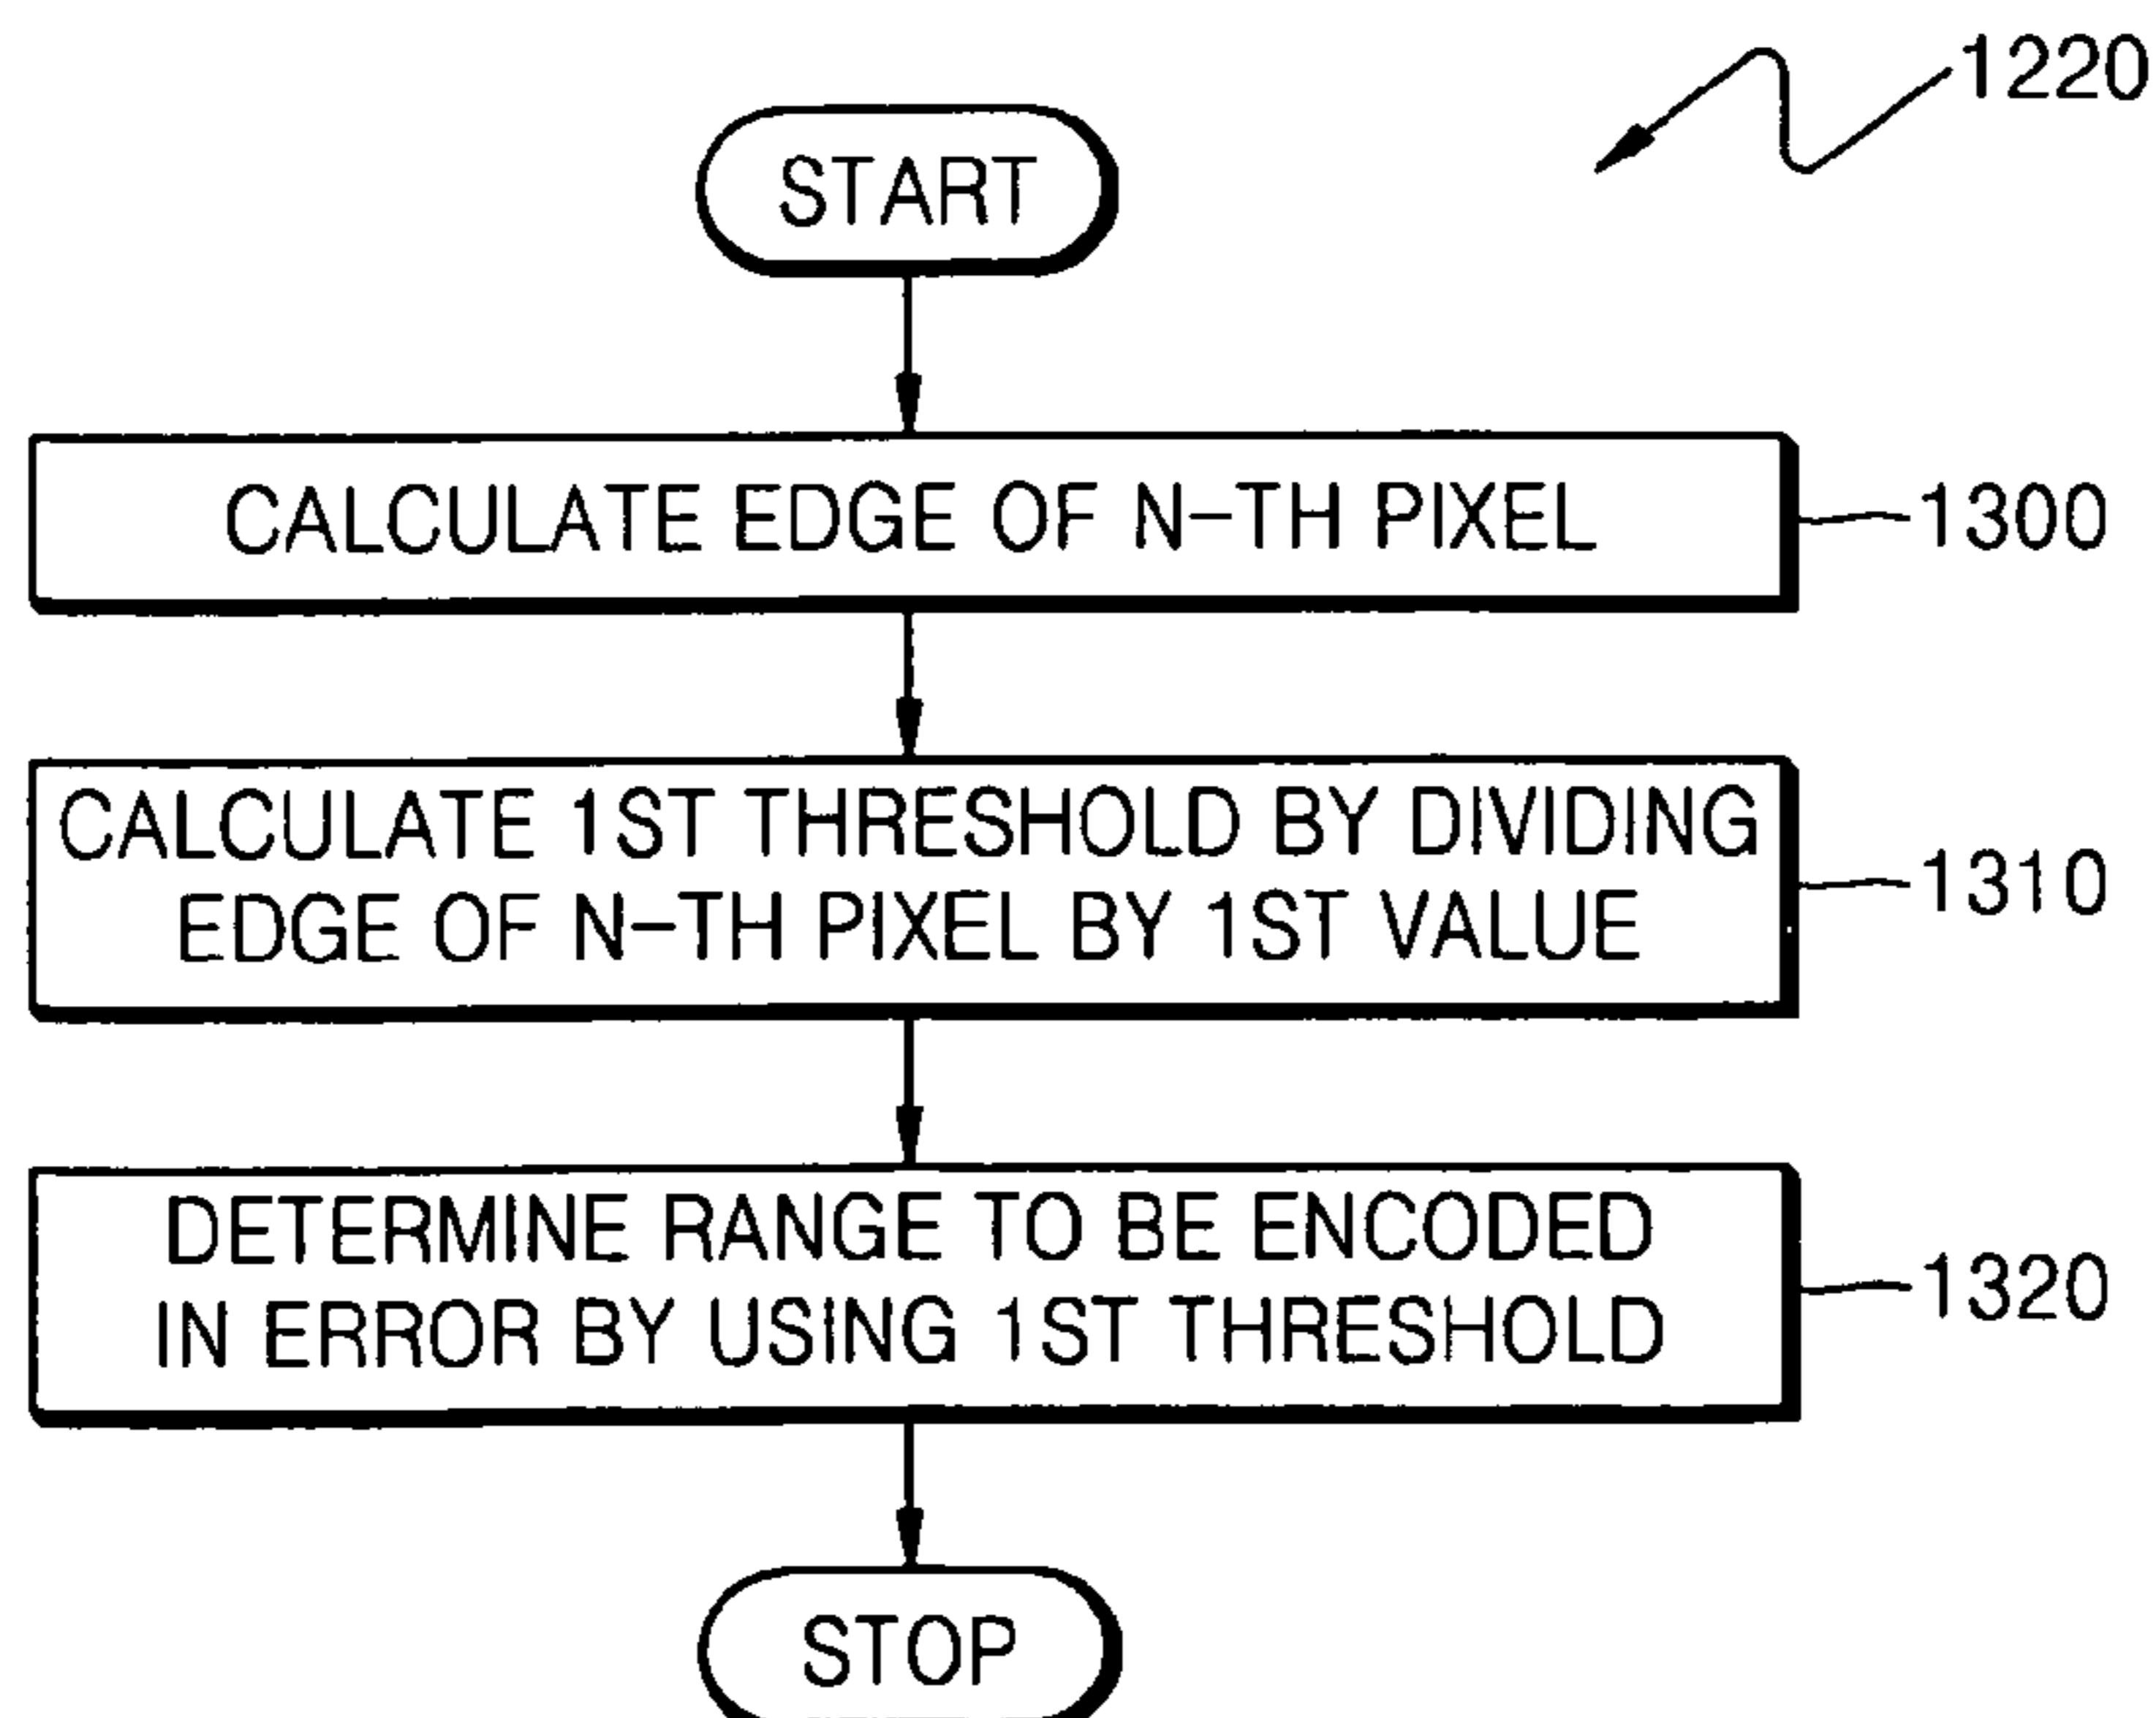 1220
START
CALCULATE EDGE OF N-TH PIXEL
1300
CALCULATE 1ST THRESHOLD BY DIVIDING
EDGE OF N-TH PIXEL BY 1ST VALUE
1310
DETERMINE RANGE TO BE ENCODED
IN ERROR BY USING 1ST THRESHOLD
1320
STOP